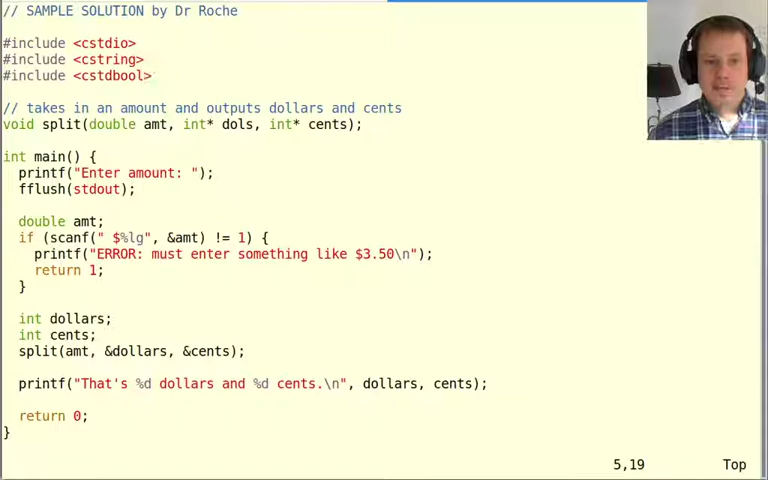 // SAMPLE SOLUTION by Dr Roche
#include <cstdio>
#include <cstring>
#include <cstdbool>
// takes in an amount and outputs dollars and cents
void split(double amt, int* dols, int* cents);
int main() {
printf("Enter amount: ");
fflush(stdout);
double amt;
if (scanf(" $%lg", &amt) != 1) {
printf("ERROR: must enter something like $3.50\n");
return 1;
}
int dollars;
int cents;
split(amt, &dollars, &cents);
printf("That's %d dollars and %d cents.\n", dollars, cents);
return 0;
}
5,19 Top